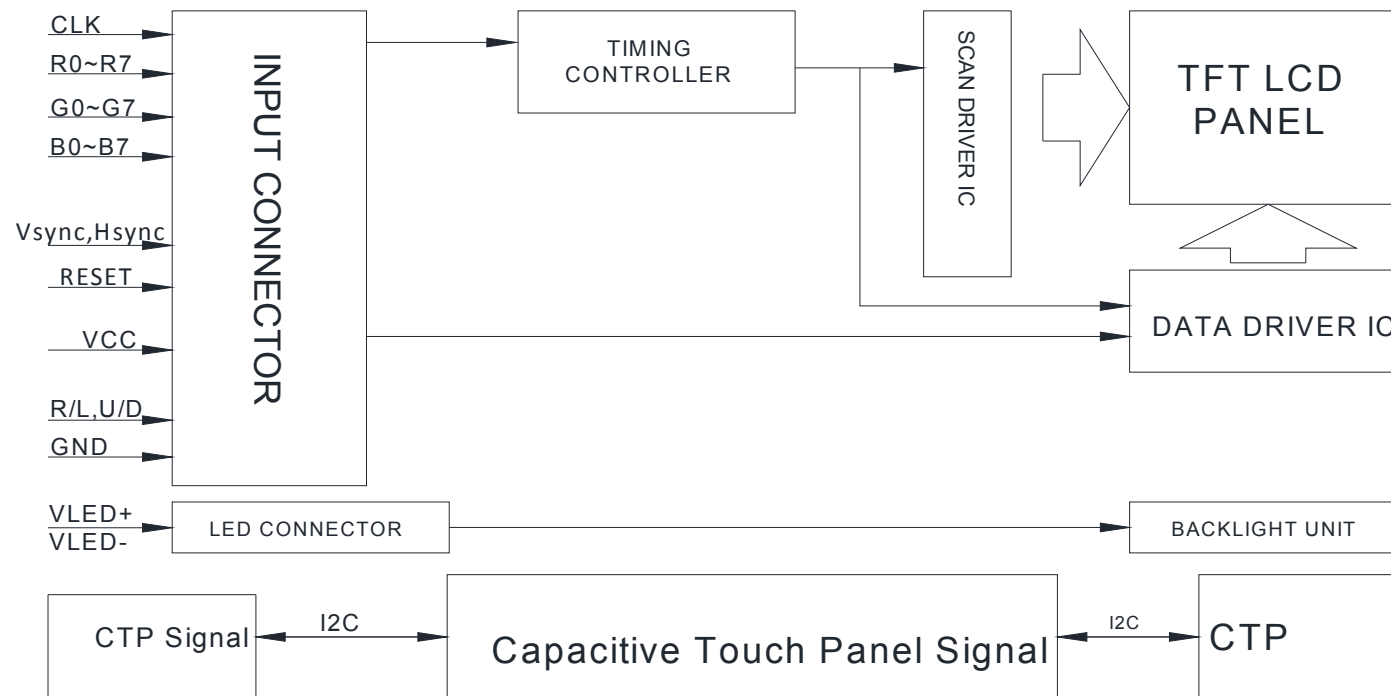 CLK
R0~R7
G0~G7
B0~B7
Vsync,Hsync
RESET
VCC
R/L,U/D
GND
INPUT CONNECTOR
TIMING
CONTROLLER
SCAN DRIVER IC
TFT LCD
PANEL
DATA DRIVER IC
VLED+
VLED-
LED CONNECTOR
BACKLIGHT UNIT
CTP Signal
I2C
Capacitive Touch Panel Signal
I2C
CTP